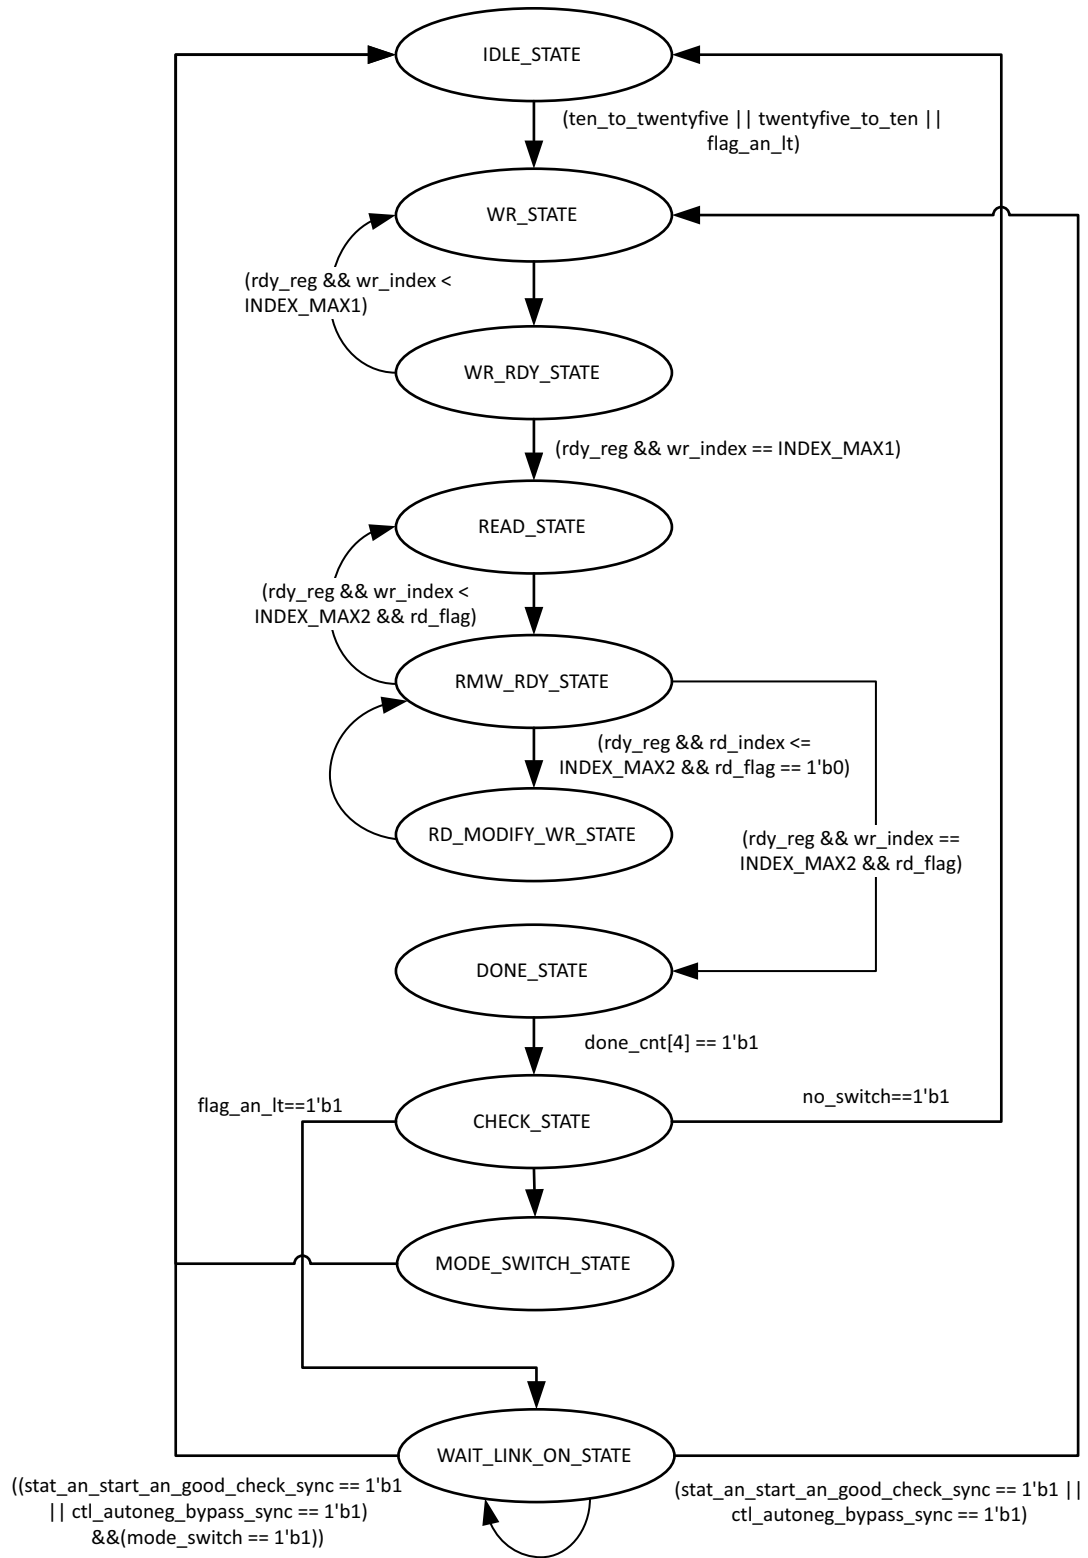 IDLE_STATE
(ten_to_twentyfive || twentyfive_to_ten ||
flag_an_lt)
WR_STATE
(rdy_reg && wr_index <
INDEX_MAX1)
WR_RDY_STATE
(rdy_reg && wr_index == INDEX_MAX1)
READ_STATE
(rdy_reg && wr_index <
INDEX_MAX2 && rd_flag)
RMW_RDY_STATE
(rdy_reg && rd_index <=
INDEX_MAX2 && rd_flag == 1'b0)
RD_MODIFY_WR_STATE
(rdy_reg && wr_index ==
INDEX_MAX2 && rd_flag)
DONE_STATE
done_cnt[4] == 1'b1
flag_an_lt==1'b1
no_switch==1'b1
CHECK_STATE
MODE_SWITCH_STATE
WAIT_LINK_ON_STATE
((stat_an_start_an_good_check_sync == 1'b1
|| ctl_autoneg_bypass_sync == 1'b1)
&&(mode_switch == 1'b1))
(stat_an_start_an_good_check_sync == 1'b1 ||
ctl_autoneg_bypass_sync == 1'b1)